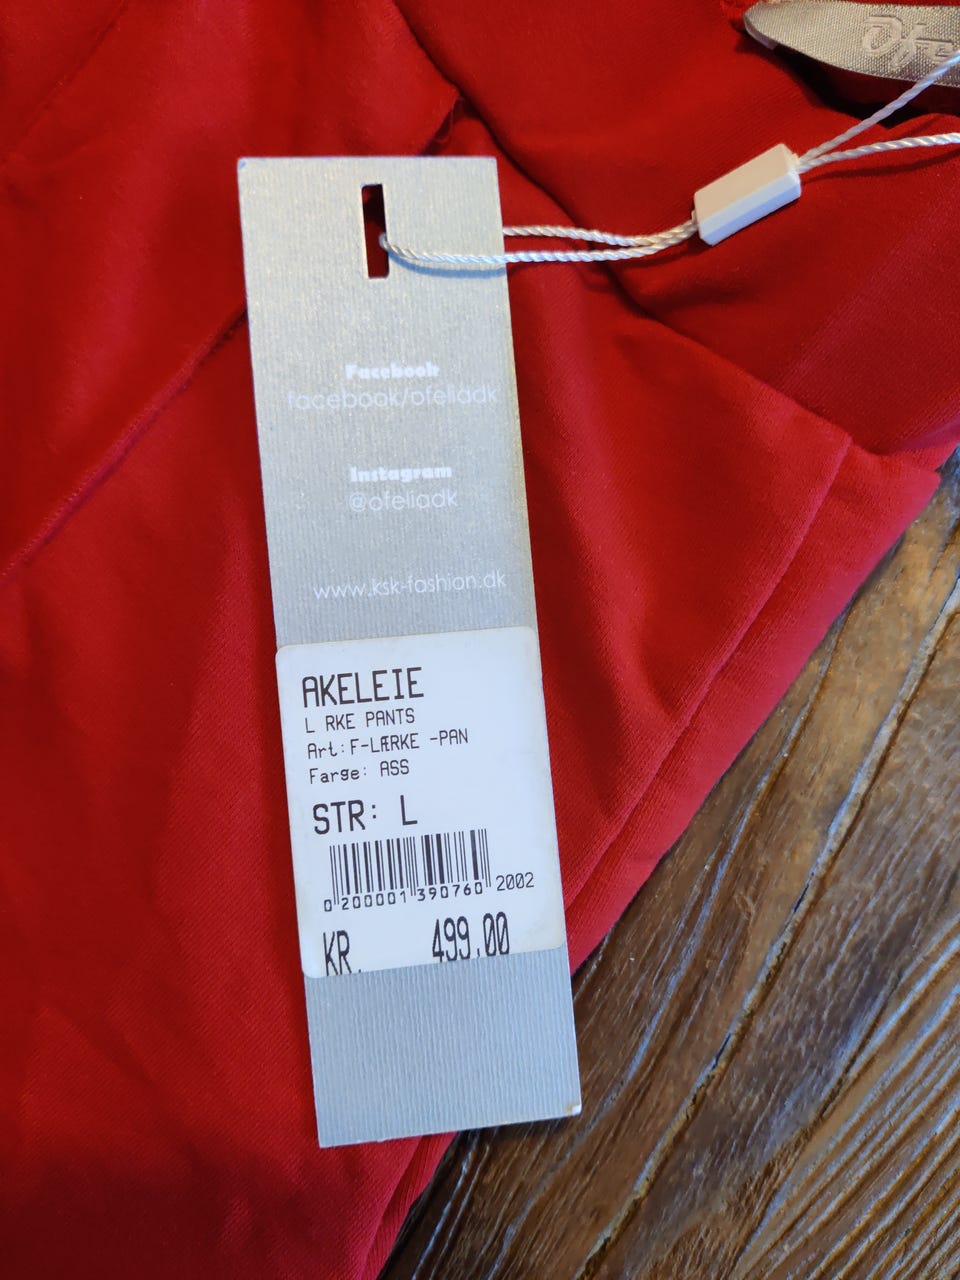 Facebook
facebook/ofeliadk
Instagram
@ofeliadk
www.ksk-fashion.dk
AKELEIE
L RKE PANTS
Art:F-LÆRKE -PAN
Farge: ASS
STR: L
0 200001 390760 2002
KR. 499,00